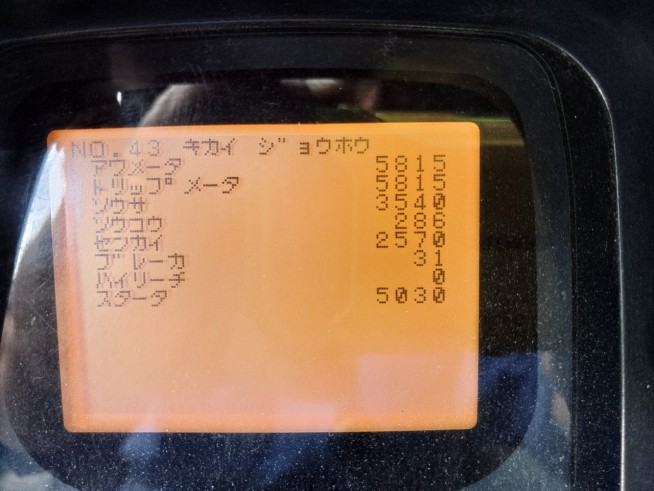 NO.43 キカイ ジョウホウ
アワメータ 5815
トリップメータ 5815
ソウサ 3540
ソウコウ 286
センカイ 2570
ブレーカ 31
ハイリーチ 0
スタータ 5030